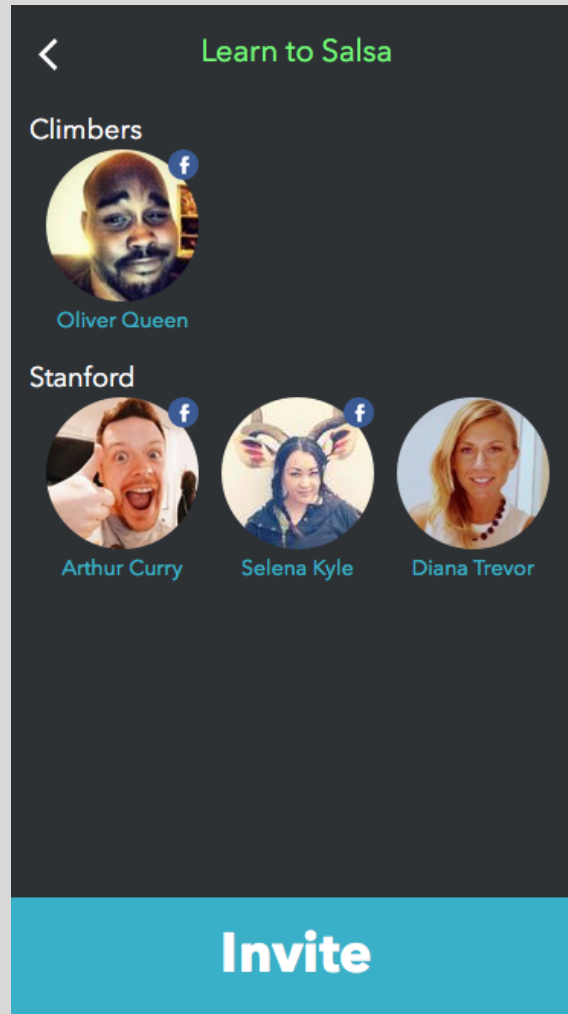 Learn to Salsa
Climbers
f
Oliver Queen
Stanford
f f
Arthur Curry Selena Kyle Diana Trevor
Invite